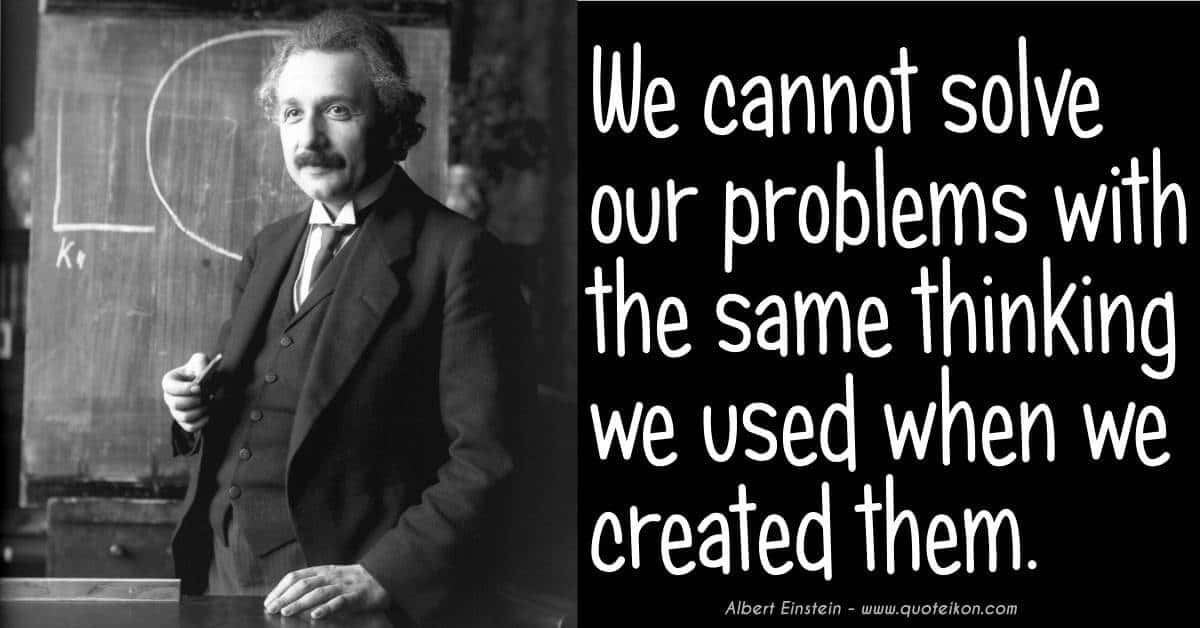 We cannot solve
our problems with
the same thinking
we used when we
created them.
Albert Einstein - www.quoteikon.com